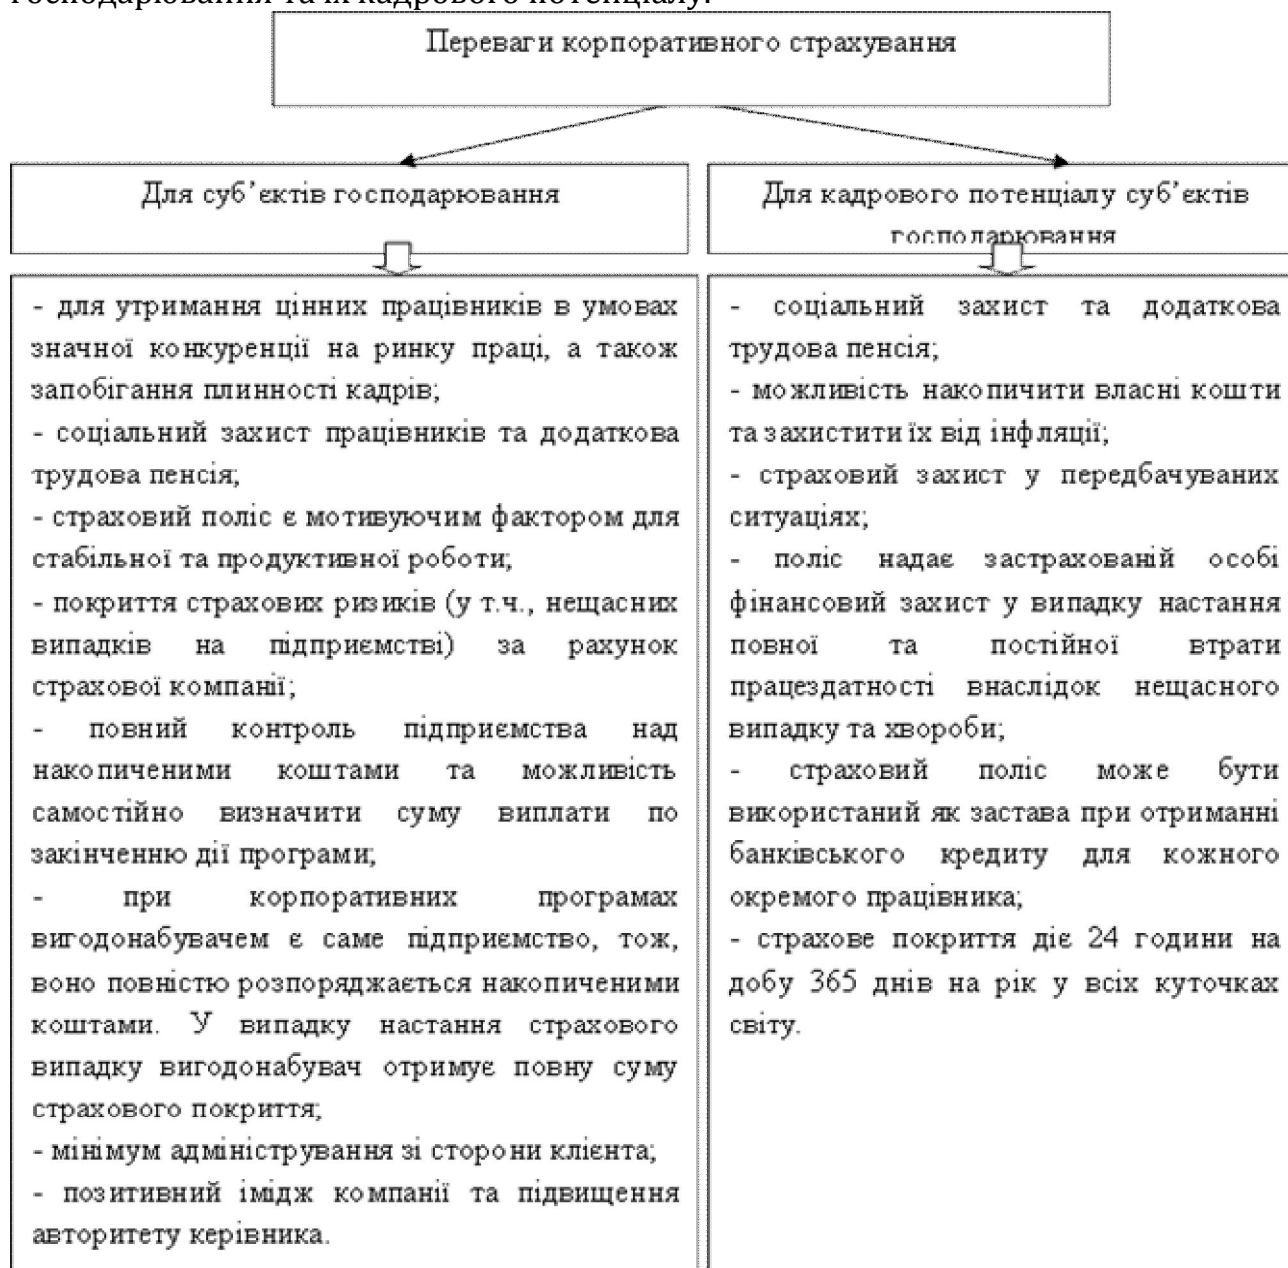 господарювання та їх кадрового потенціалу.
Переваги корпоративного страхування
Для суб’єктів господарювання
Для кадрового потенціалу суб’єктів
господарювання
- для утримання цінних працівників в умовах
значної конкуренції на ринку праці, а також
запобігання плинності кадрів;
- соціальний захист працівників та додаткова
трудова пенсія;
- страховий поліс є мотивуючим фактором для
стабільної та продуктивної роботи;
- покриття страхових ризиків (у т.ч., нещасних
випадків на підприємстві) за рахунок
страхової компанії;
- повний контроль підприємства над
накопиченими коштами та можливість
самостійно визначити суму виплати по
закінченню дії програми;
- при корпоративних програмах
вигодонабувачем є саме підприємство, тож,
воно повністю розпоряджається накопиченими
коштами. У випадку настання страхового
випадку вигодонабувач отримує повну суму
страхового покриття;
- мінімум адміністрування зі сторони клієнта;
- позитивний імідж компанії та підвищення
авторитету керівника.
- соціальний захист та додаткова
трудова пенсія;
- можливість накопичити власні кошти
та захистити їх від інфляції;
- страховий захист у передбачуваних
ситуаціях;
- поліс надає застрахованій особі
фінансовий захист у випадку настання
повної та постійної втрати
працездатності внаслідок нещасного
випадку та хвороби;
- страховий поліс може бути
використаний як застава при отриманні
банківського кредиту для кожного
окремого працівника;
- страхове покриття діє 24 години на
добу 365 днів на рік у всіх куточках
світу.